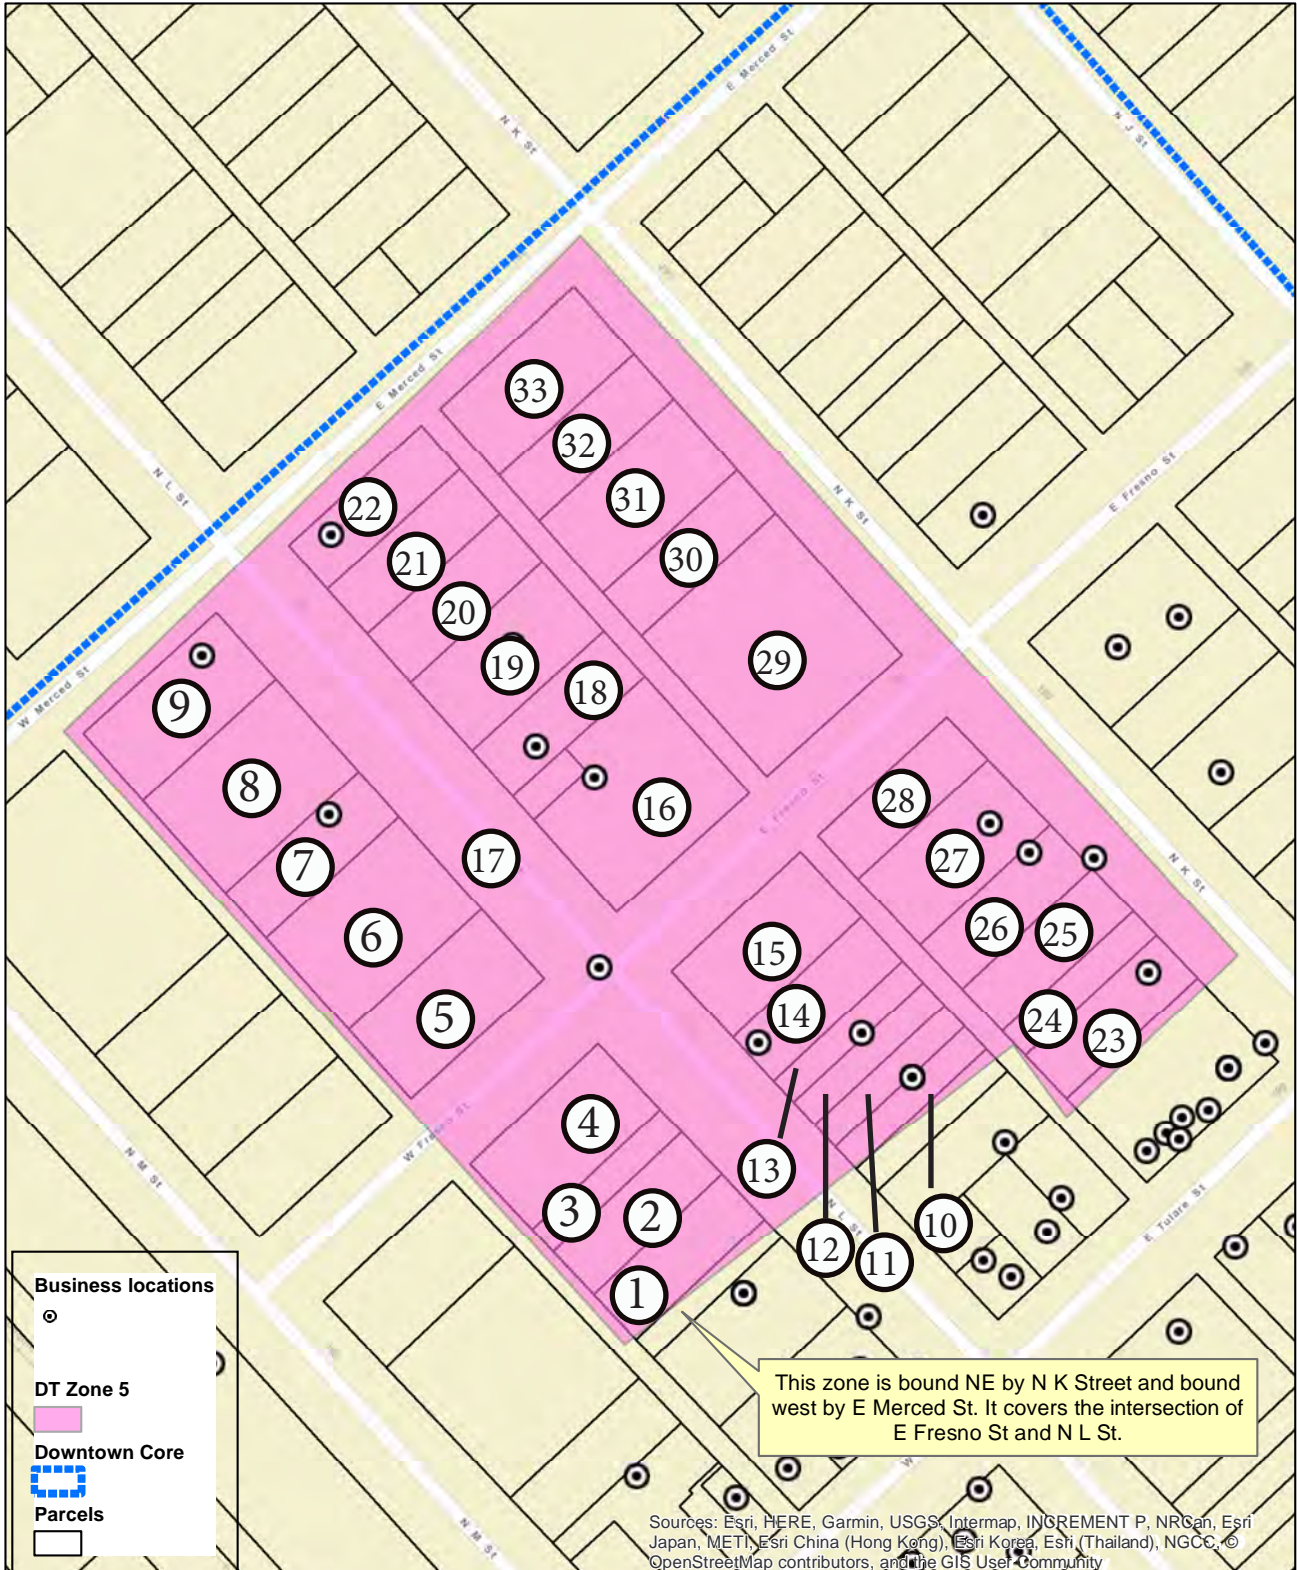 E Merced St
N J St
N K St
E Merced St
N L St
N K St
E Fresno St
W Merced St
E Fresno St
N K St
W Fresno St
N M St
N L St
E Tulare St
N M St
33
32
31
30
29
22
21
20
19
18
16
17
9
8
7
6
5
28
27
26
25
24
23
15
14
13
12
11
10
4
3
2
1
This zone is bound NE by N K Street and bound
west by E Merced St. It covers the intersection of
E Fresno St and N L St.
Business locations
DT Zone 5
Downtown Core
Parcels
Sources: Esri, HERE, Garmin, USGS, Intermap, INCREMENT P, NRCan, Esri
Japan, METI, Esri China (Hong Kong), Esri Korea, Esri (Thailand), NGCC, ©
OpenStreetMap contributors, and the GIS User Community